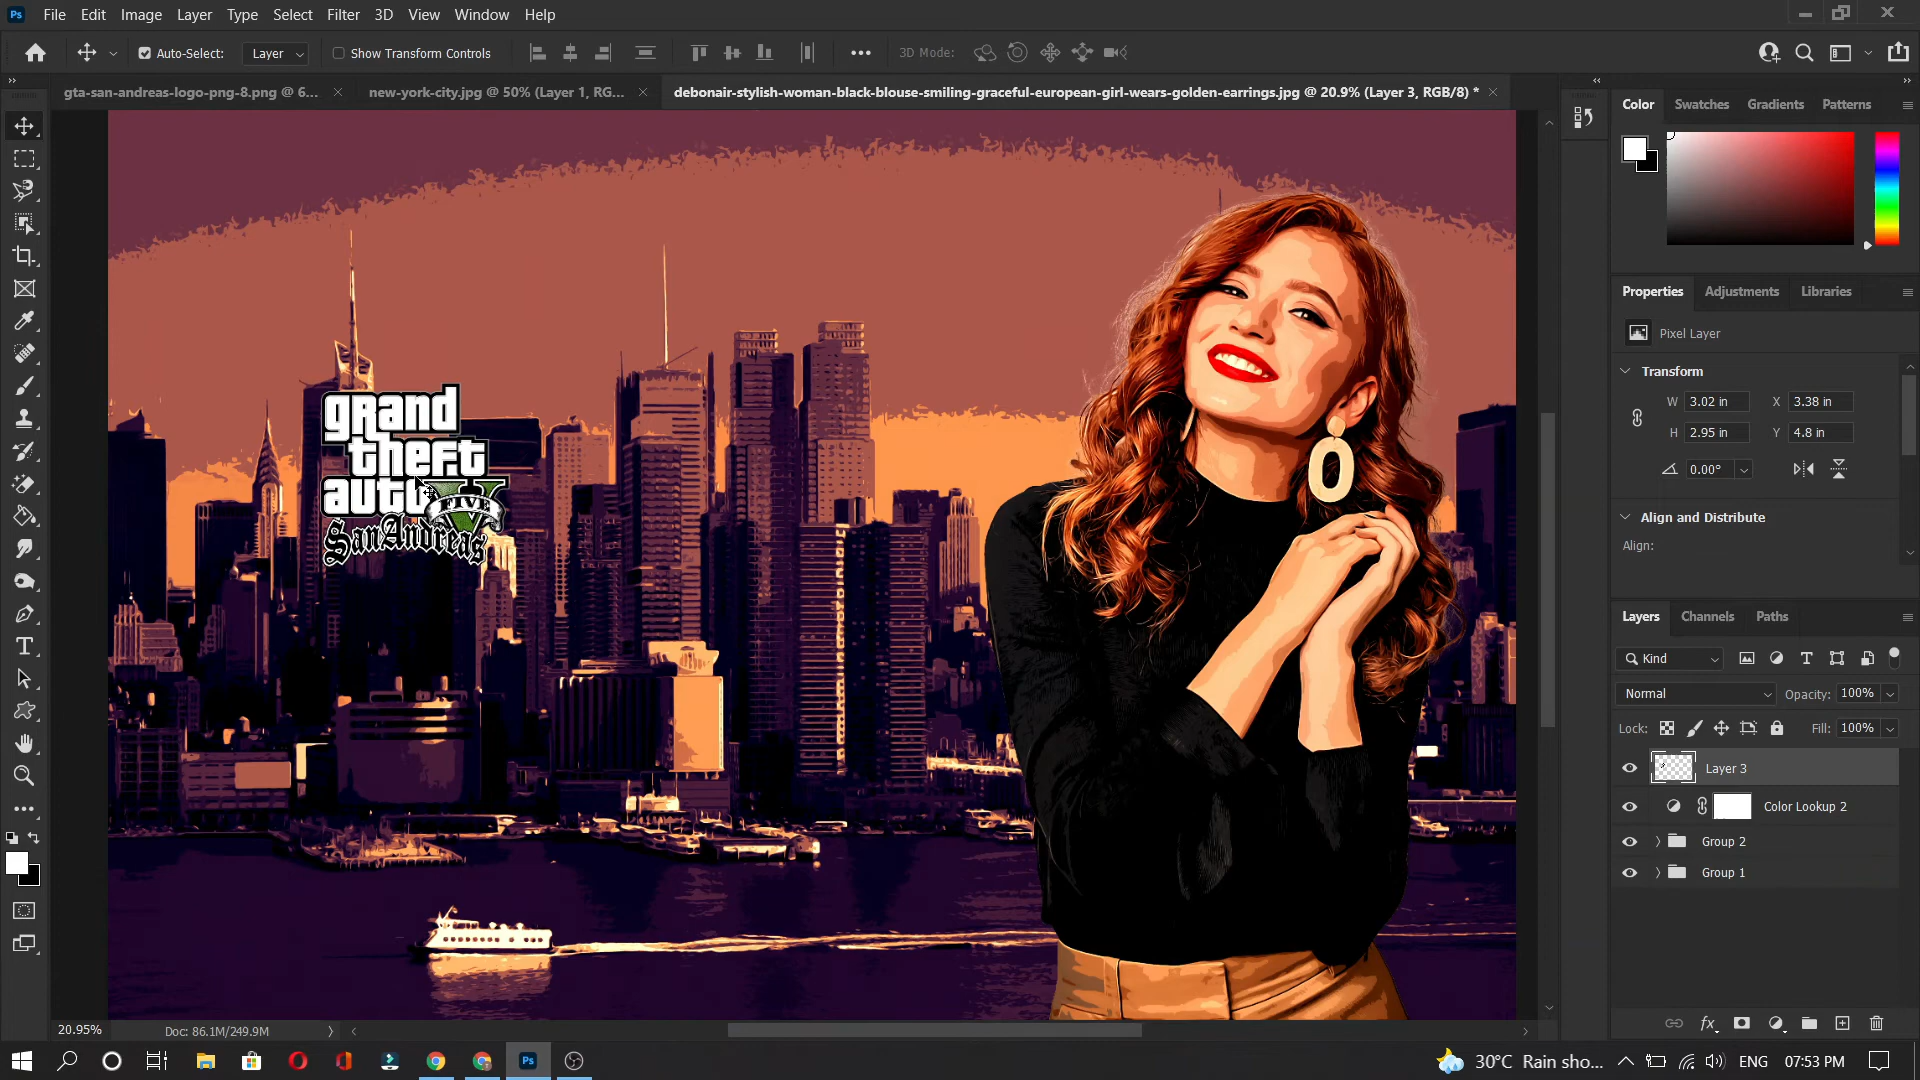 Ps File Edit Image Layer Type Select Filter 3D View Window Help
Auto-Select: Layer Show Transform Controls 3D Mode:
gta-san-andreas-logo-png-8.png @ 6... new-york-city.jpg @ 50% (Layer 1, RG... debonair-stylish-woman-black-blouse-smiling-graceful-european-girl-wears-golden-earrings.jpg @ 20.9% (Layer 3, RGB/8) *
Color Swatches Gradients Patterns
Properties Adjustments Libraries
Pixel Layer
Transform
W 3.02 in X 3.38 in
H 2.95 in Y 4.8 in
0.00°
Align and Distribute
Align:
grand
theft
auto
FIVE
San Andreas
Layers Channels Paths
Kind
Normal Opacity: 100%
Lock: Fill: 100%
Layer 3
Color Lookup 2
Group 2
Group 1
fx
20.95% Doc: 86.1M/249.9M
Ps 30°C Rain sho... ENG 07:53 PM